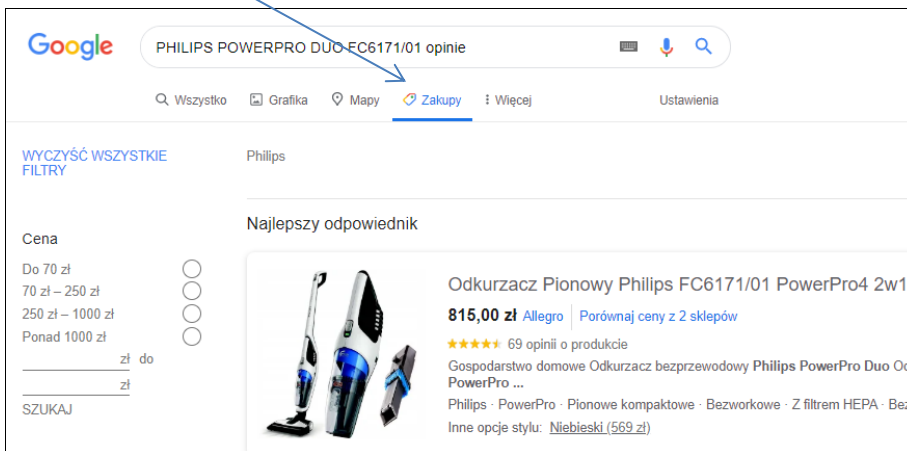 Google
PHILIPS POWERPRO DUO FC6171/01 opinie
Wszystko Grafika Mapy Zakupy Więcej Ustawienia
WYCZYŚĆ WSZYSTKIE
FILTRY
Philips
Najlepszy odpowiednik
Cena
Do 70 zł
70 zł – 250 zł
250 zł – 1000 zł
Ponad 1000 zł
zł do
zł
SZUKAJ
Odkurzacz Pionowy Philips FC6171/01 PowerPro4 2w1
815,00 zł Allegro Porównaj ceny z 2 sklepów
69 opinii o produkcie
Gospodarstwo domowe Odkurzacz bezprzewodowy Philips PowerPro Duo
PowerPro ...
Philips · PowerPro · Pionowe kompaktowe · Bezworkowe · Z filtrem HEPA ·
Inne opcje stylu: Niebieski (569 zł)